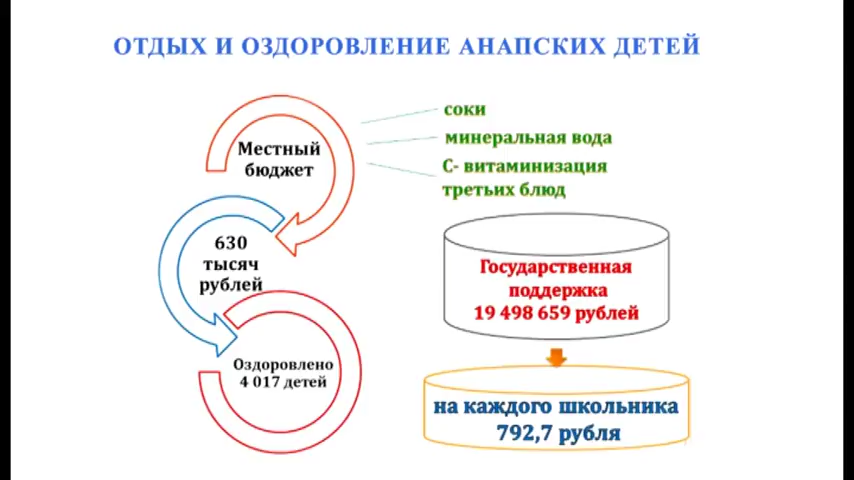 ОТДЫХ И ОЗДОРОВЛЕНИЕ АНАПСКИХ ДЕТЕЙ
Местный
бюджет
630
тысяч
рублей
Оздоровлено
4 017 детей
соки
минеральная вода
С- витаминизация
третьих блюд
Государственная
поддержка
19 498 659 рублей
на каждого школьника
792,7 рубля